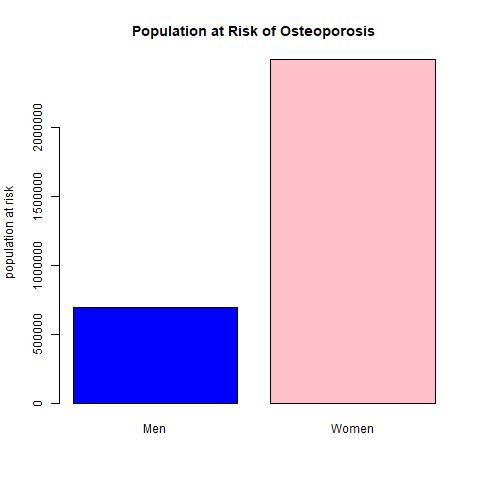 Population at Risk of Osteoporosis
population at risk
2000000
1500000
1000000
500000
0
Men
Women